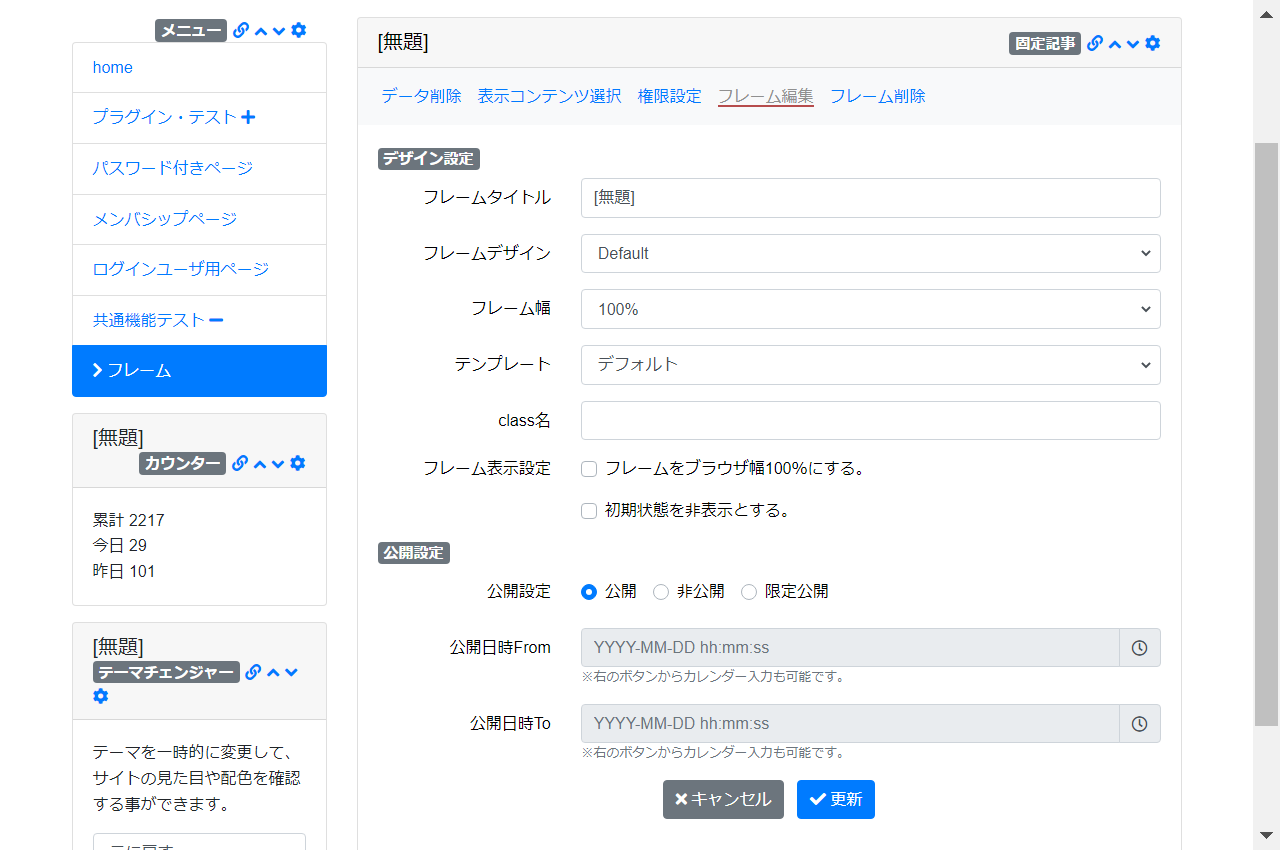 メニュー
home
プラグイン・テスト
パスワード付きページ
メンバシップページ
ログインユーザ用ページ
共通機能テスト
フレーム
[無題]
カウンター
累計 2217
今日 29
昨日 101
[無題]
テーマチェンジャー
テーマを一時的に変更して、
サイトの見た目や配色を確認
する事ができます。
[無題]
固定記事
データ削除 表示コンテンツ選択 権限設定 フレーム編集 フレーム削除
デザイン設定
フレームタイトル [無題]
フレームデザイン Default
フレーム幅 100%
テンプレート デフォルト
class名
フレーム表示設定 フレームをブラウザ幅100%にする。
初期状態を非表示とする。
公開設定
公開設定 公開 非公開 限定公開
公開日時From YYYY-MM-DD hh:mm:ss
※右のボタンからカレンダー入力も可能です。
公開日時To YYYY-MM-DD hh:mm:ss
※右のボタンからカレンダー入力も可能です。
キャンセル 更新